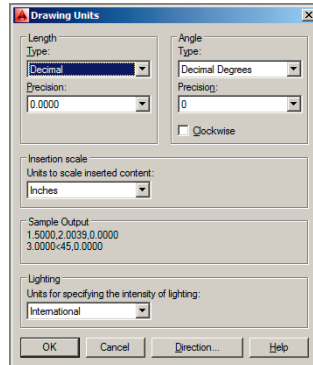 Drawing Units
Length
Type:
Decimal
Precision:
0.0000
Angle
Type:
Decimal Degrees
Precision:
0
Clockwise
Insertion scale
Units to scale inserted content:
Inches
Sample Output
1.5000,2.0039,0.0000
3.0000<45,0.0000
Lighting
Units for specifying the intensity of lighting:
International
OK Cancel Direction... Help